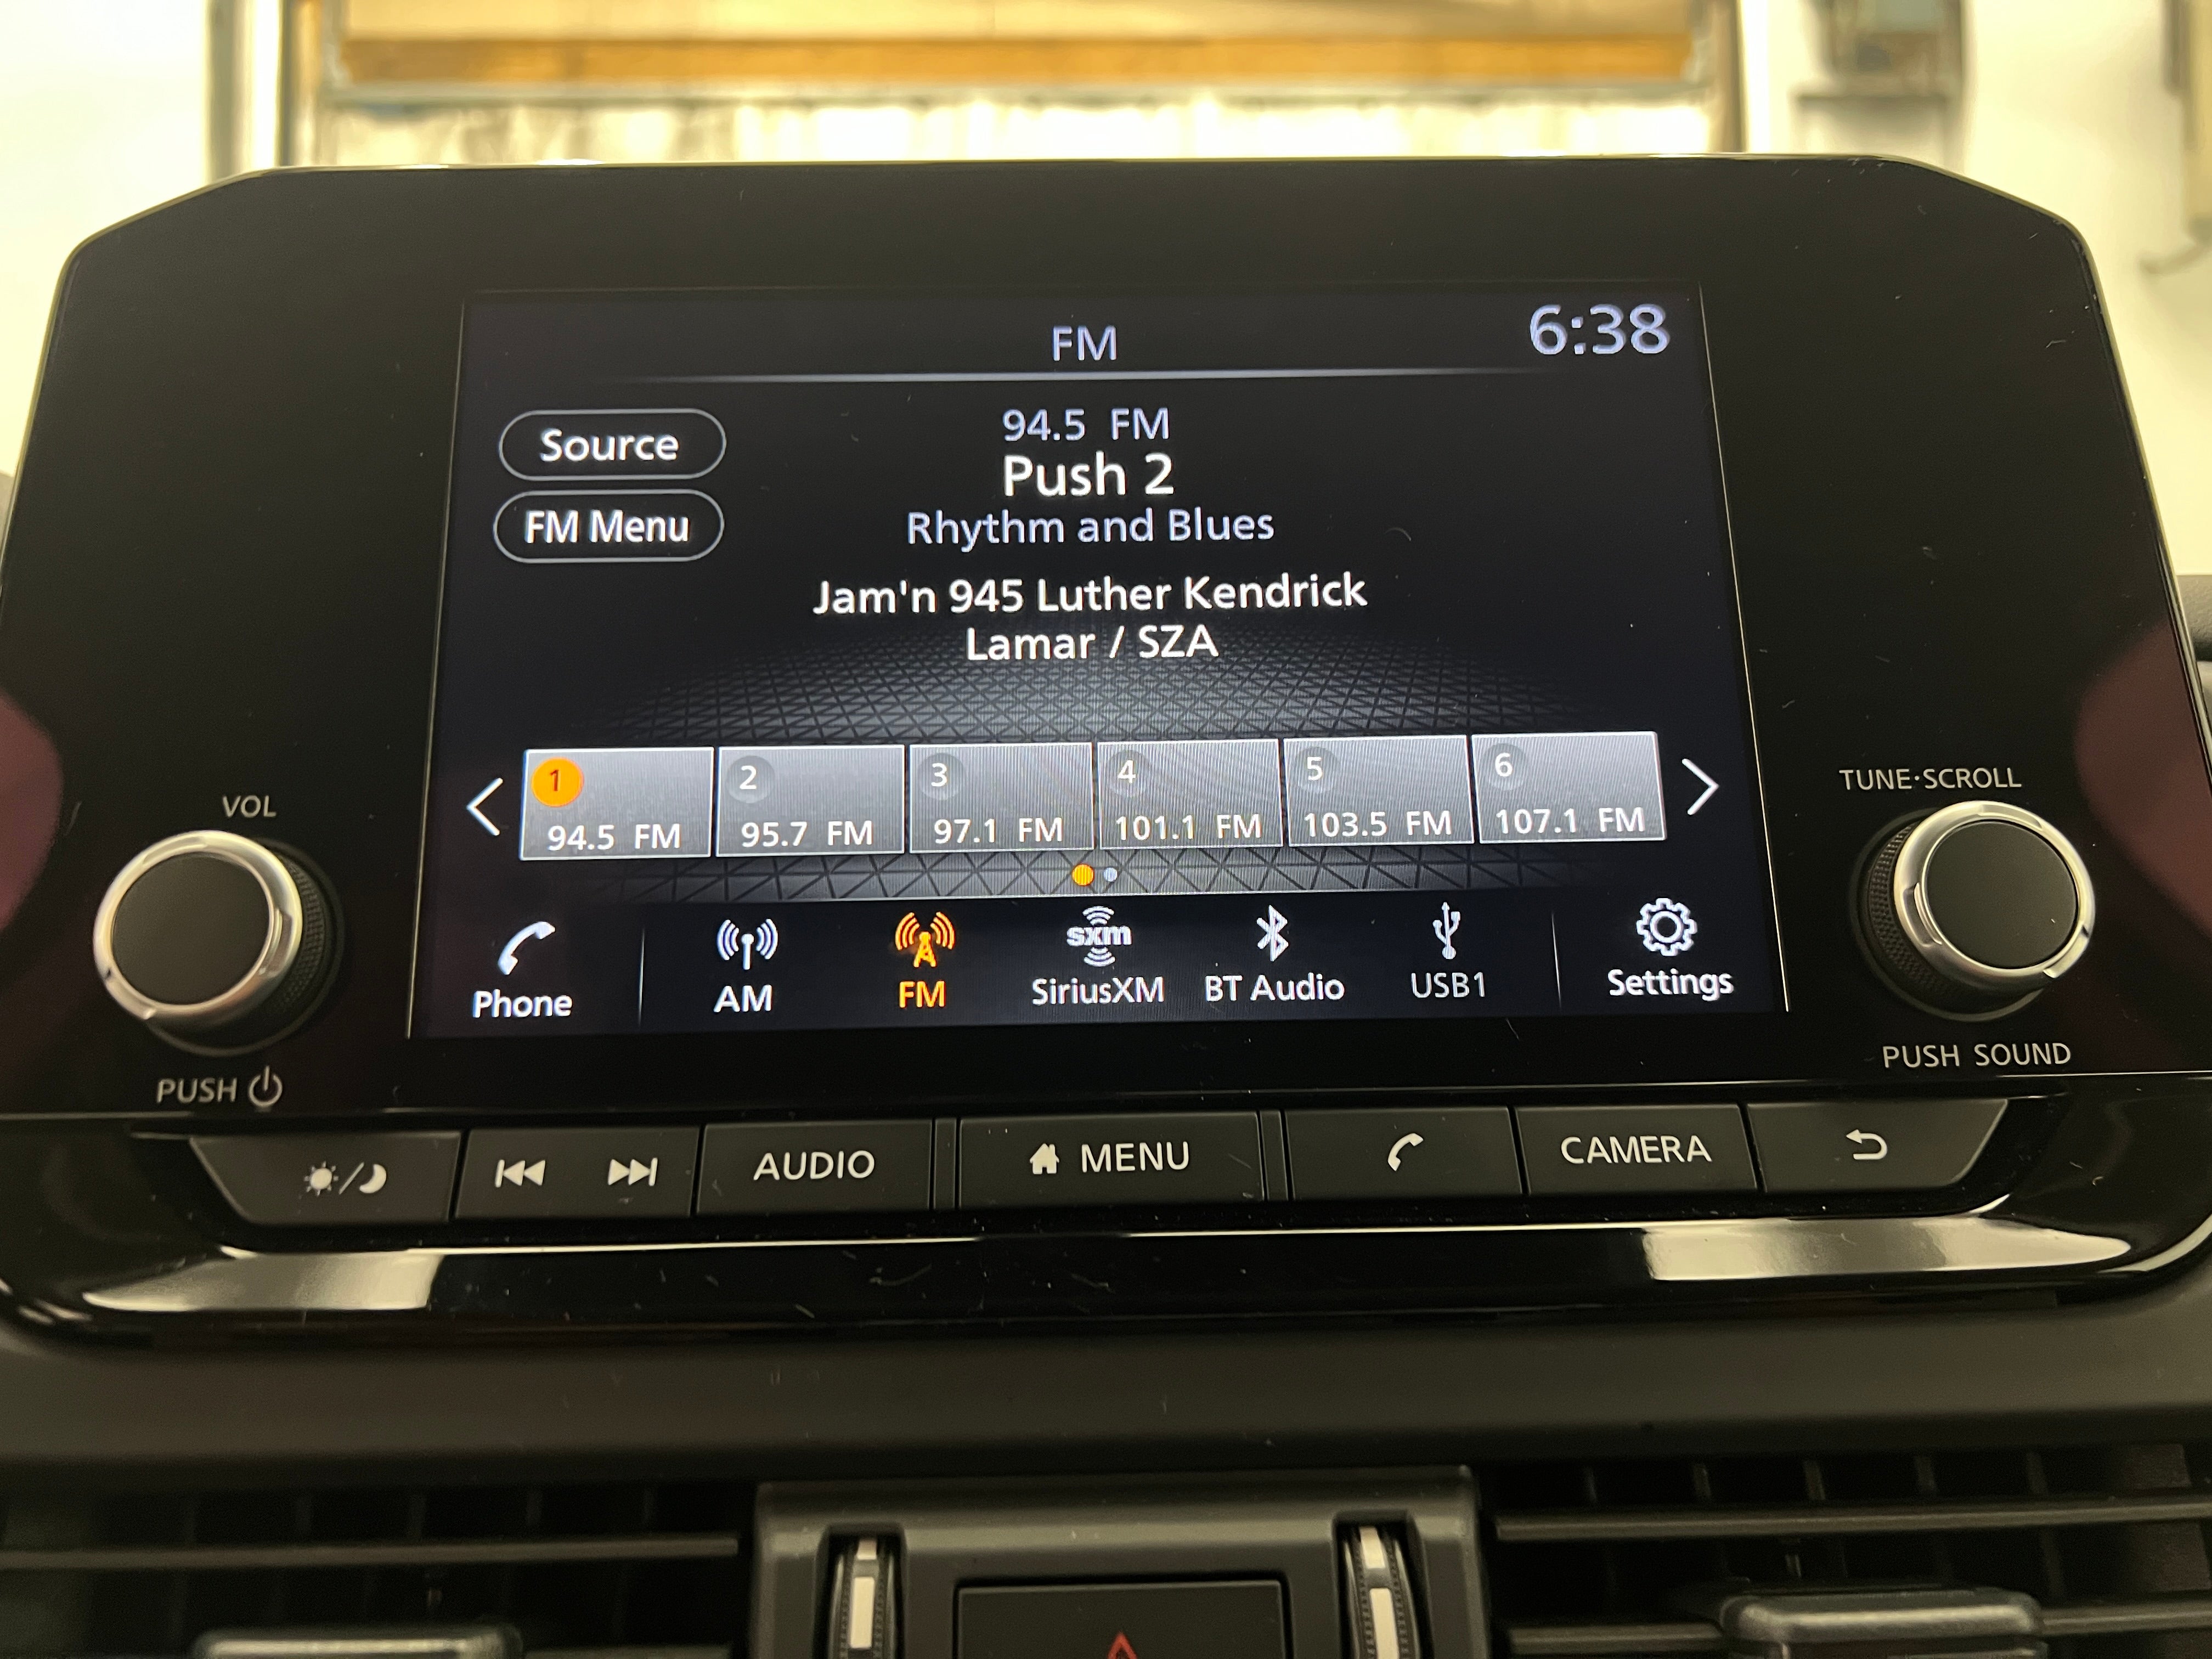 FM
6:38
Source
94.5 FM
Push 2
FM Menu
Rhythm and Blues
Jam'n 945 Luther Kendrick
Lamar / SZA
1
2
3
4
5
6
94.5 FM
95.7 FM
97.1 FM
101.1 FM
103.5 FM
107.1 FM
VOL
TUNE·SCROLL
sxm
Phone
AM
FM
SiriusXM
BT Audio
USB1
Settings
PUSH
PUSH SOUND
AUDIO
MENU
CAMERA